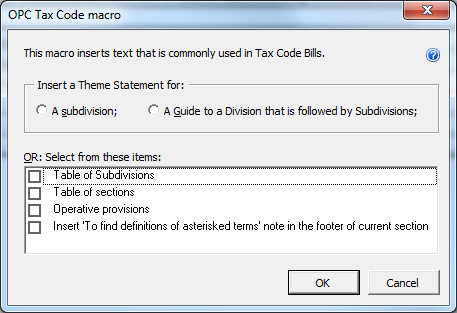 OPC Tax Code macro
This macro inserts text that is commonly used in Tax Code Bills.
Insert a Theme Statement for:
A subdivision; A Guide to a Division that is followed by Subdivisions;
OR: Select from these items:
Table of Subdivisions
Table of sections
Operative provisions
Insert 'To find definitions of asterisked terms' note in the footer of current section
OK Cancel